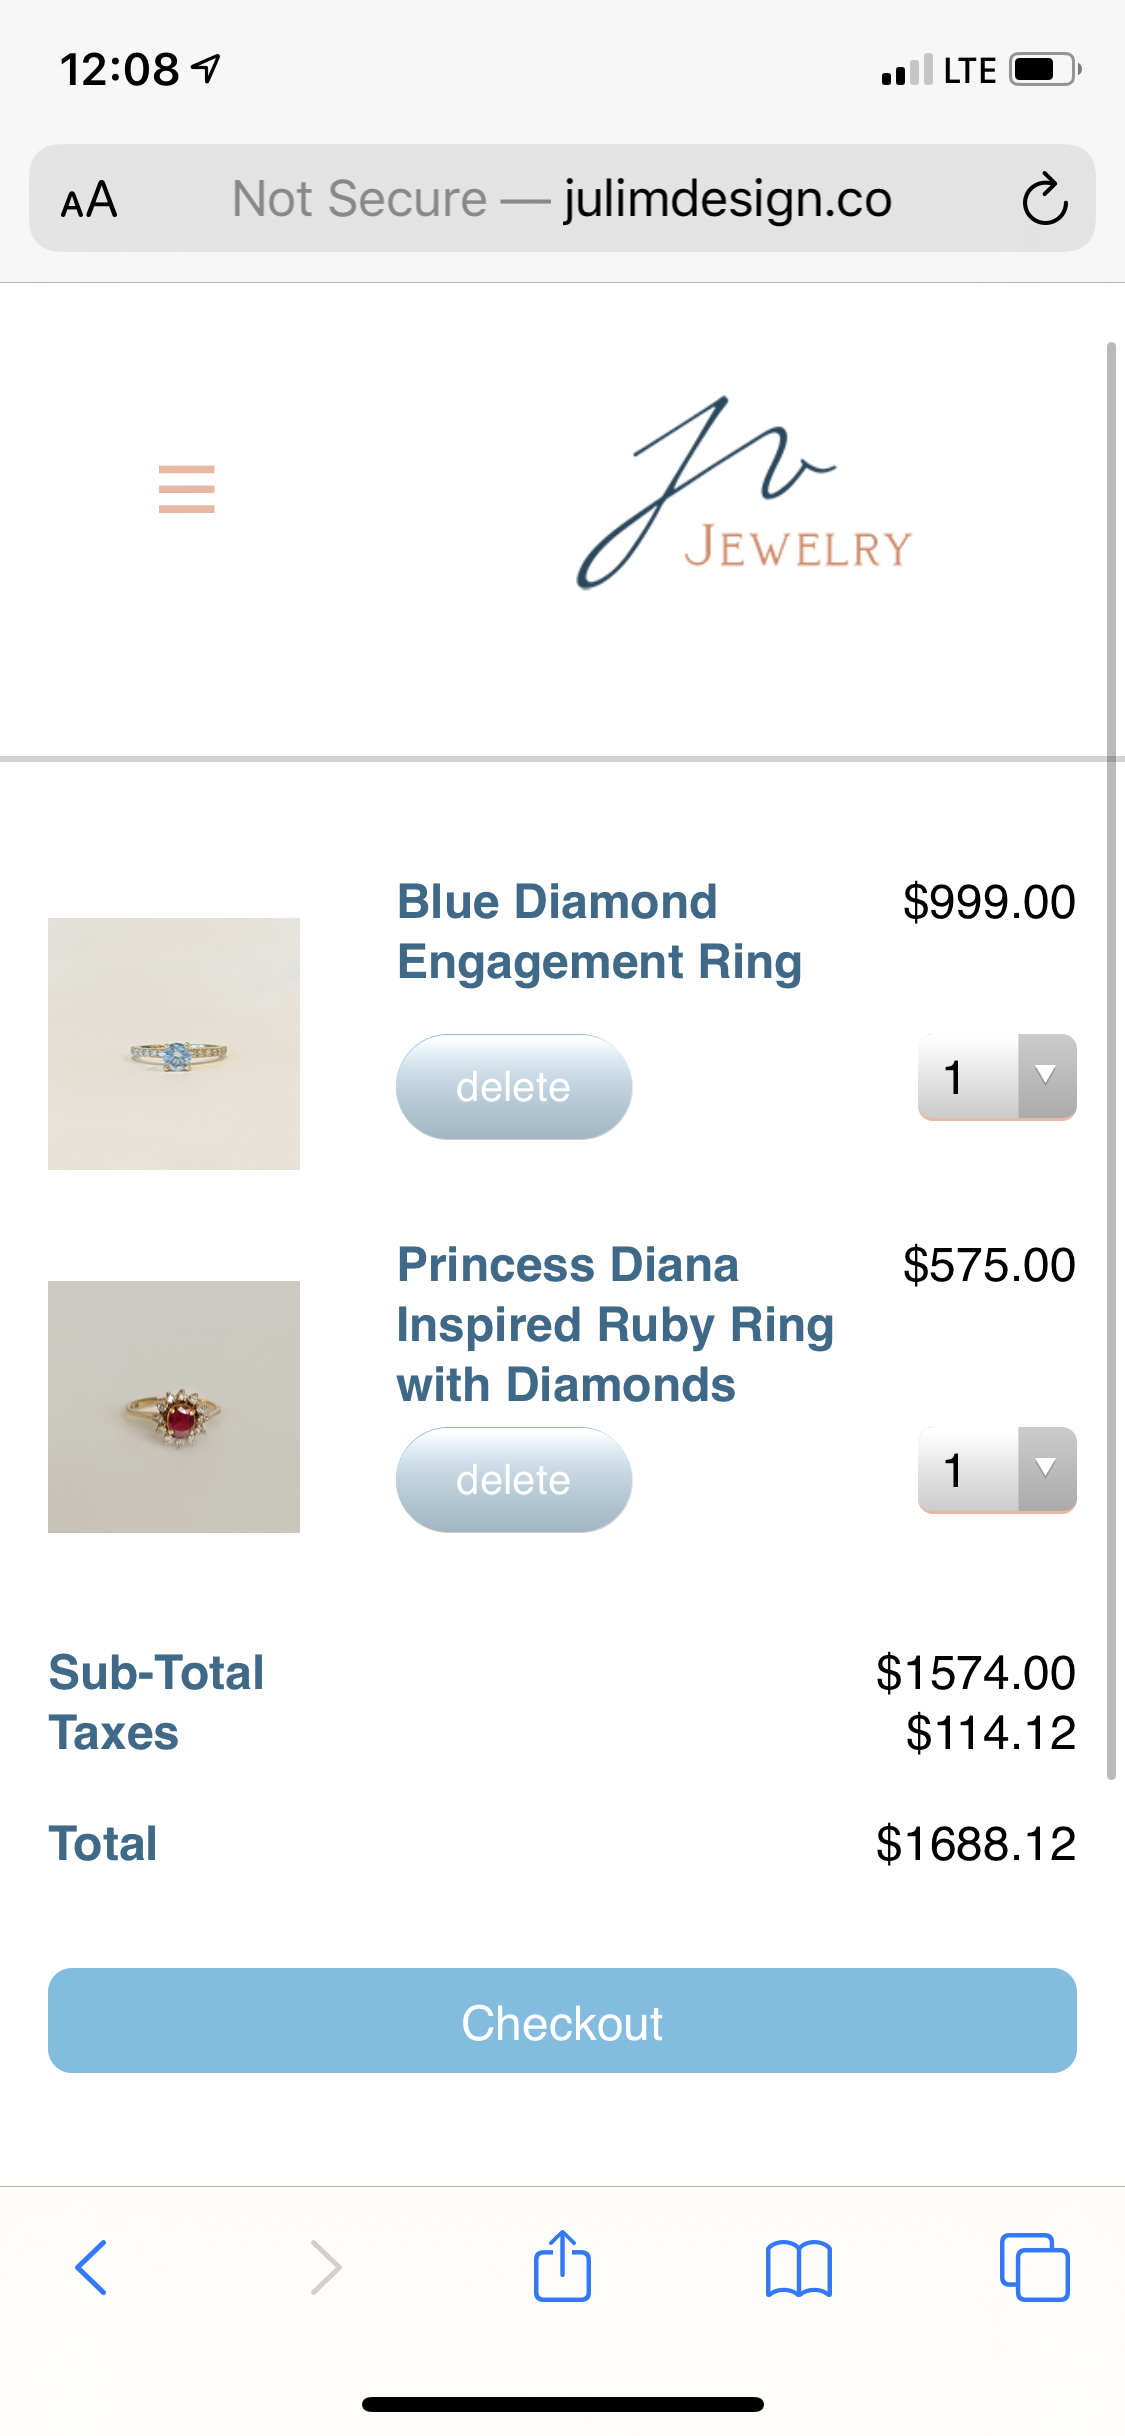 12:08
LTE
AA
Not Secure — julimdesign.co
JEWELRY
Blue Diamond
Engagement Ring
$999.00
delete
1
Princess Diana
Inspired Ruby Ring
with Diamonds
$575.00
delete
1
Sub-Total $1574.00
Taxes $114.12
Total $1688.12
Checkout